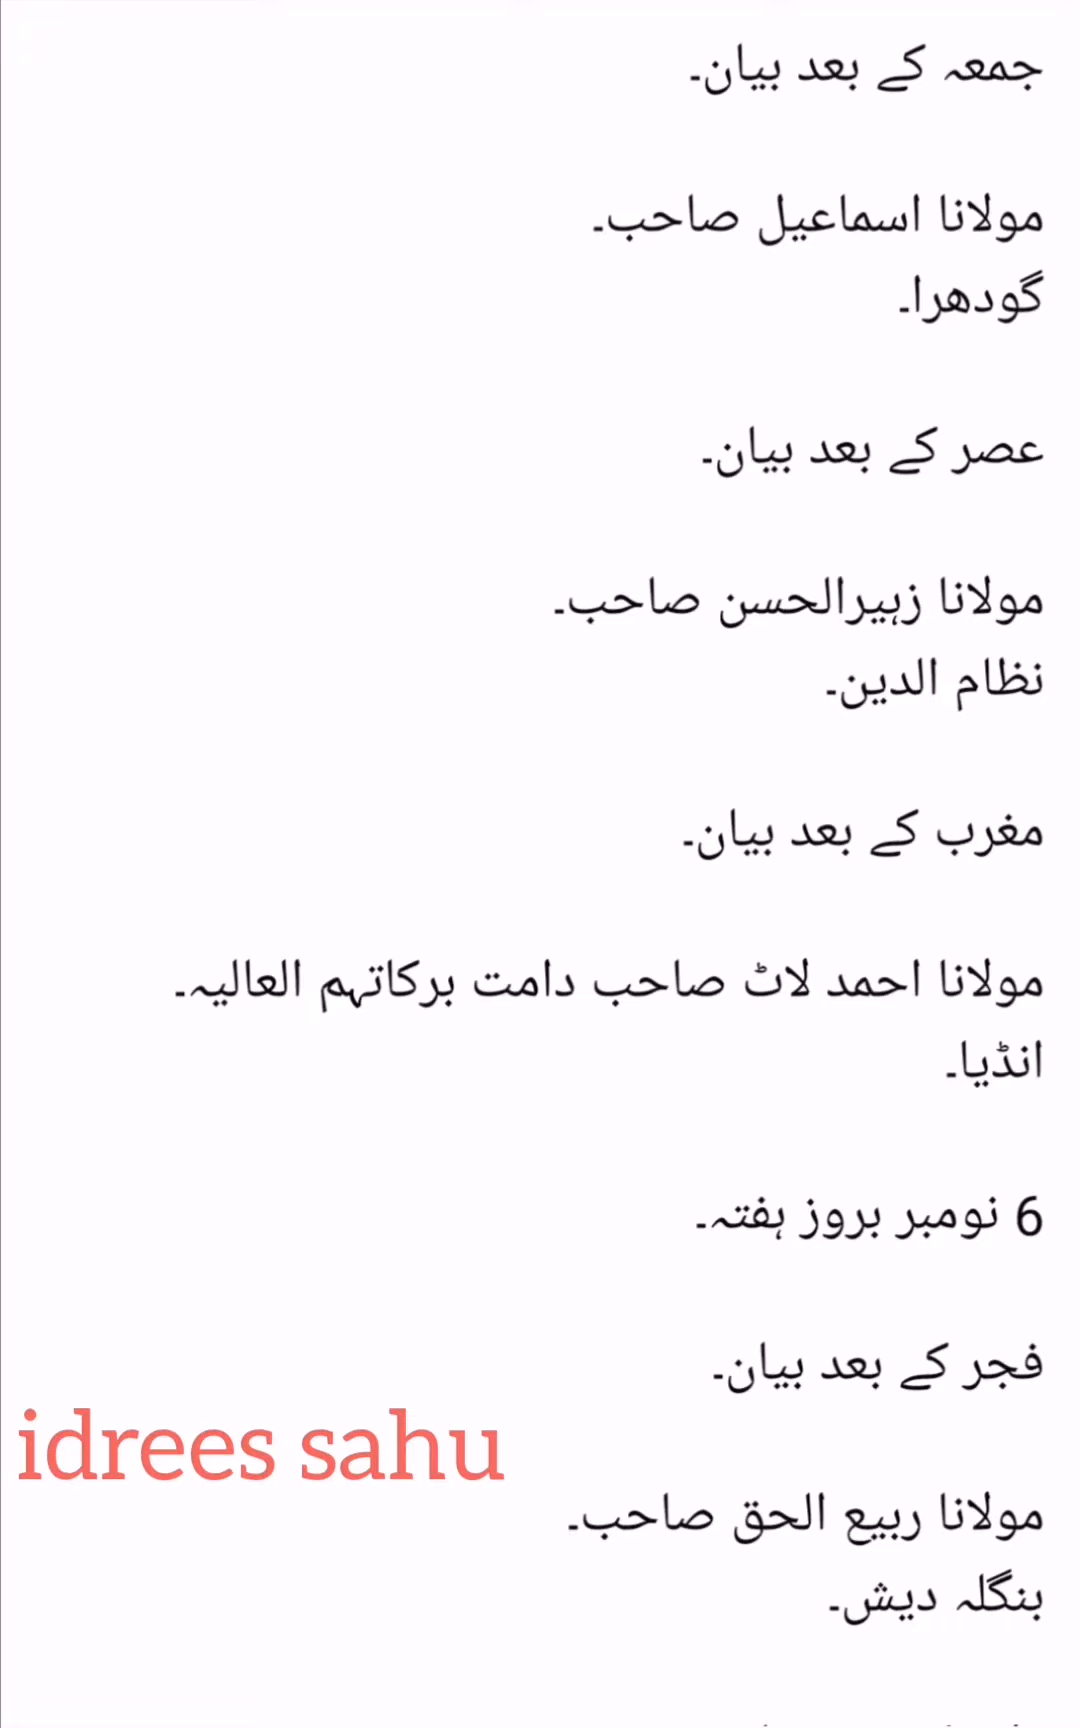 جمعہ کے بعد بیان۔
مولانا اسماعیل صاحب۔
گودھرا۔
عصر کے بعد بیان۔
مولانا زہیرالحسن صاحب۔
نظام الدین۔
مغرب کے بعد بیان۔
مولانا احمد لاٹ صاحب دامت برکاتہم العالیہ۔
انڈیا۔
6 نومبر بروز ہفتہ۔
فجر کے بعد بیان۔
idrees sahu
مولانا ربیع الحق صاحب۔
بنگلہ دیش۔